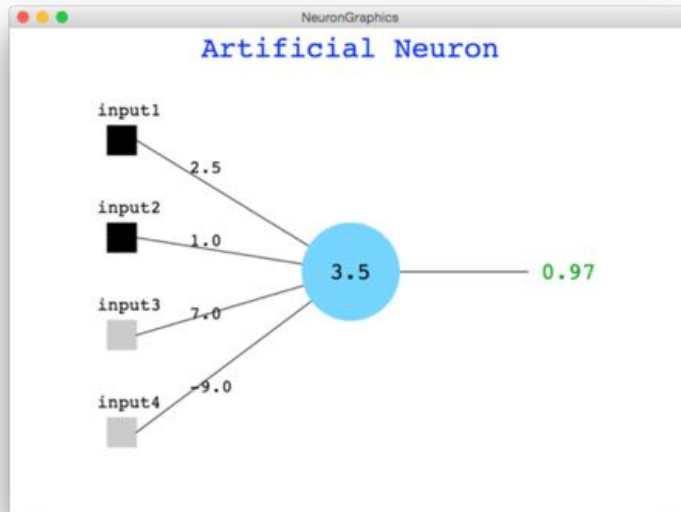 NeuronGraphics
Artificial Neuron
input1
2.5
input2
1.0
3.5
0.97
input3
7.0
input4
-9.0